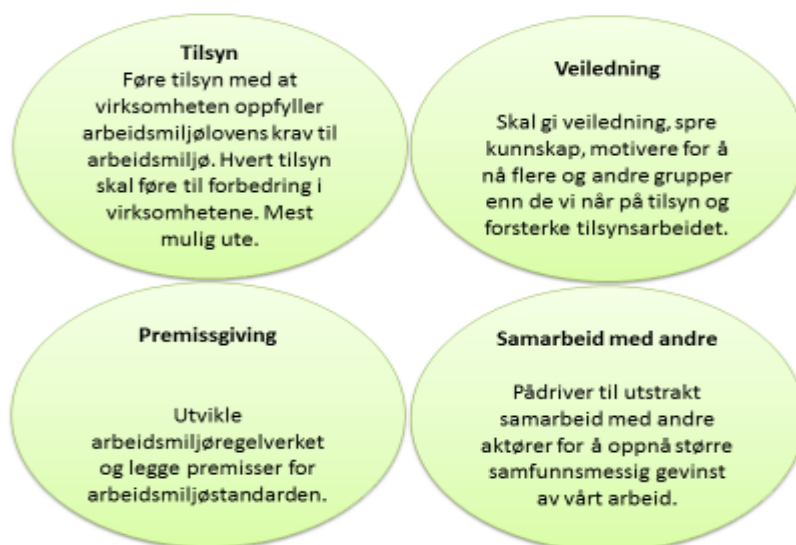 Tilsyn
Føre tilsyn med at
virksomheten oppfyller
arbeidsmiljølovens krav til
arbeidsmiljø. Hvert tilsyn
skal føre til forbedring i
virksomhetene. Mest
mulig ute.
Veiledning
Skal gi veiledning, spre
kunnskap, motivere for å
nå flere og andre grupper
enn de vi når på tilsyn og
forsterke tilsynsarbeidet.
Premissgiving
Utvikle
arbeidsmiljøregelverket
og legge premisser for
arbeidsmiljøstandarden.
Samarbeid med andre
Pådriver til utstrakt
samarbeid med andre
aktører for å oppnå større
samfunnsmessig gevinst
av vårt arbeid.